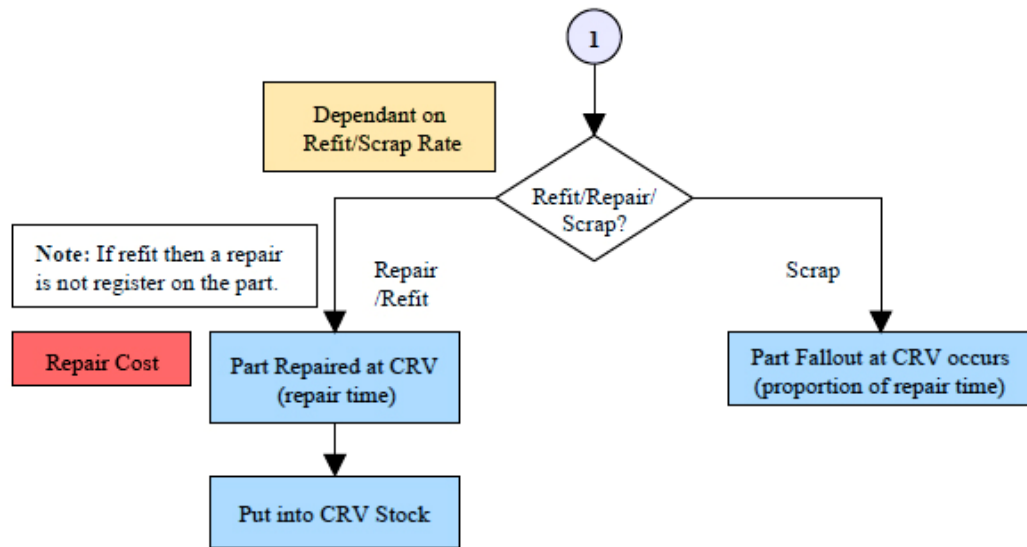 1
Dependant on
Refit/Scrap Rate
Refit/Repair/
Scrap?
Note: If refit then a repair
is not register on the part.
Repair
/Refit
Scrap
Repair Cost
Part Repaired at CRV
(repair time)
Part Fallout at CRV occurs
(proportion of repair time)
Put into CRV Stock